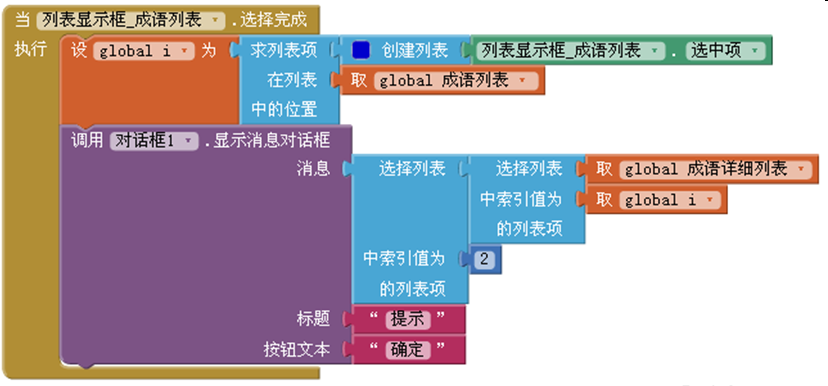 当 列表显示框_成语列表 .选择完成
执行 设 global i 为 求列表项 创建列表 列表显示框_成语列表 . 选中项
在列表 取 global 成语列表
中的位置
调用 对话框1 .显示消息对话框
消息 选择列表 选择列表 取 global 成语详细列表
中索引值为 取 global i
的列表项
中索引值为 2
的列表项
标题 “ 提示 ”
按钮文本 “ 确定 ”